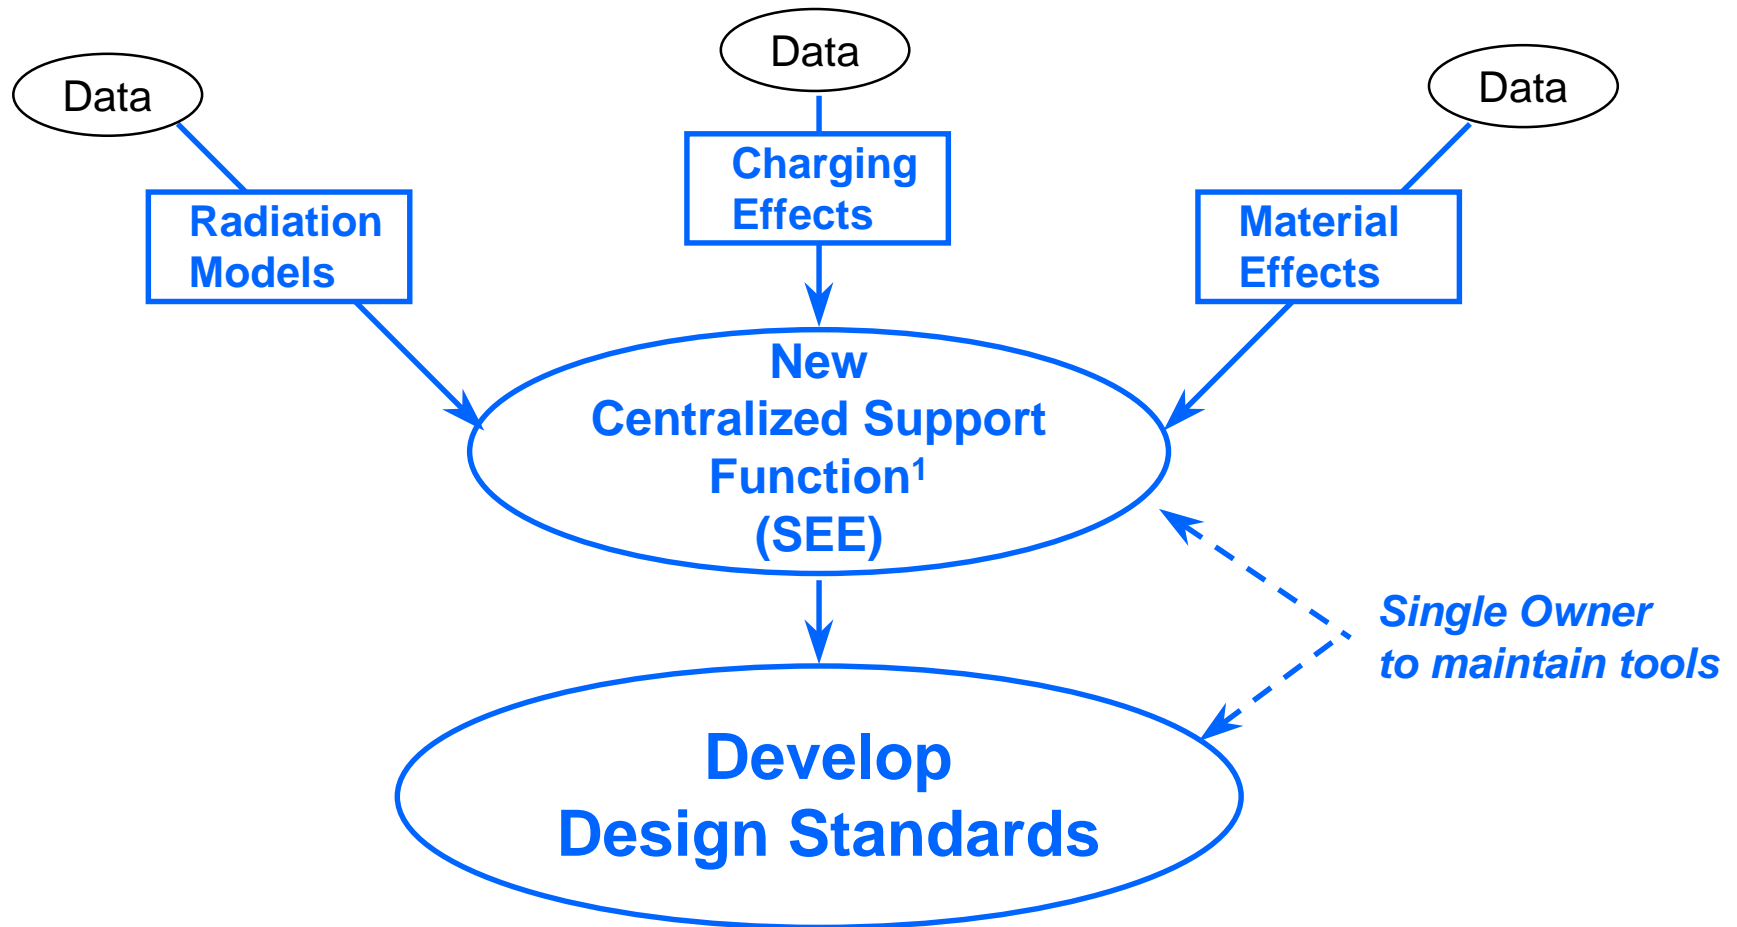 Data
Data
Data
Radiation
Models
Charging
Effects
Material
Effects
New
Centralized Support
Function¹
(SEE)
Single Owner
to maintain tools
Develop
Design Standards